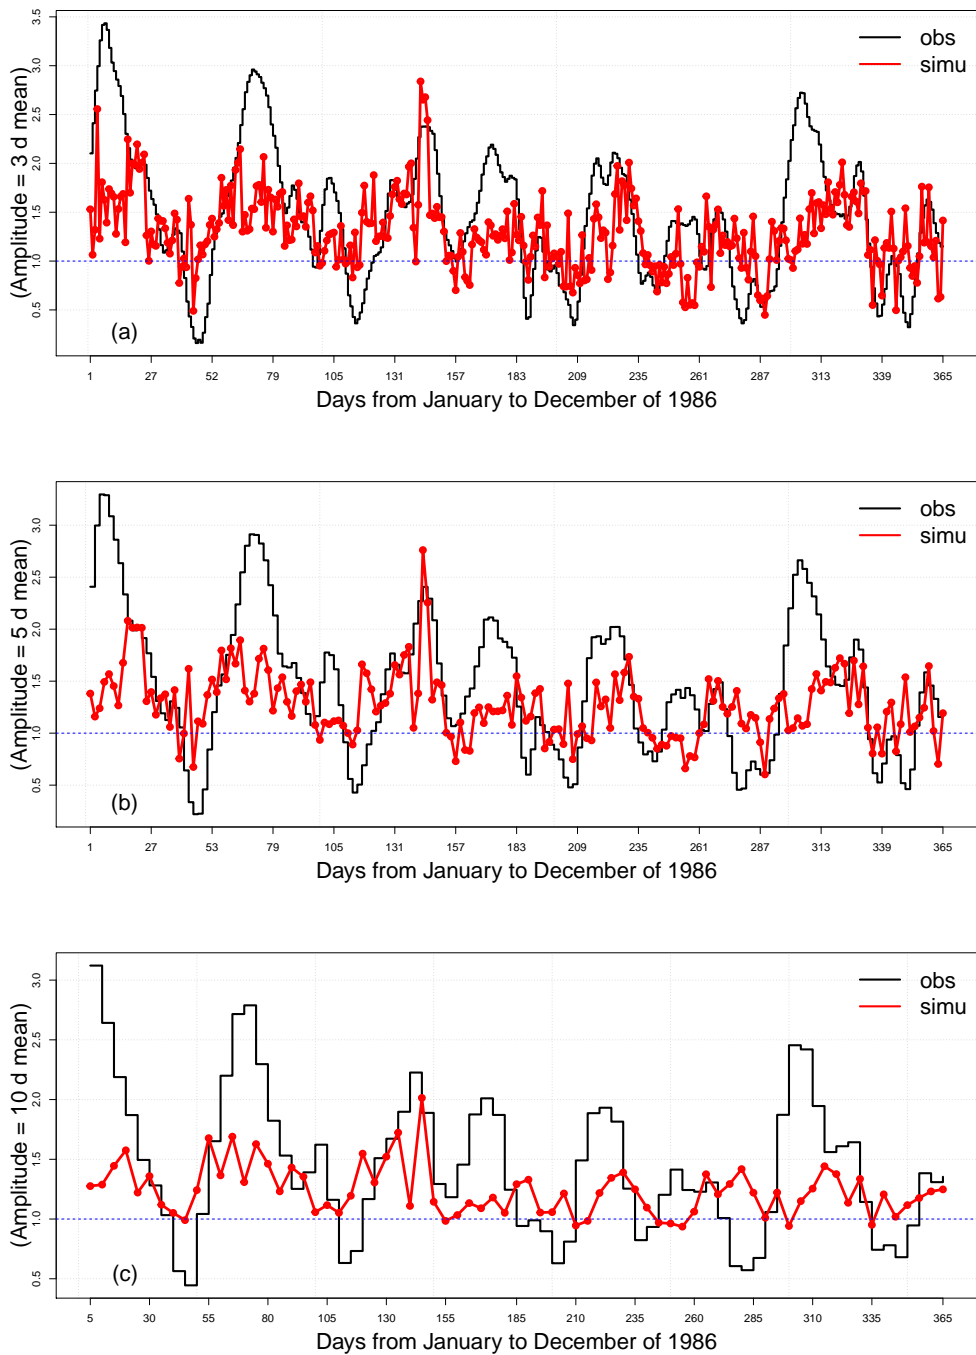 (Amplitude = 3 d mean)
3.5
3.0
2.5
2.0
1.5
1.0
0.5
obs
simu
(a)
1 27 52 79 105 131 157 183 209 235 261 287 313 339 365
Days from January to December of 1986
(Amplitude = 5 d mean)
3.0
2.5
2.0
1.5
1.0
0.5
obs
simu
(b)
1 27 53 79 105 131 157 183 209 235 261 287 313 339 365
Days from January to December of 1986
(Amplitude = 10 d mean)
3.0
2.5
2.0
1.5
1.0
0.5
obs
simu
(c)
5 30 55 80 105 130 155 185 210 235 260 285 310 340 365
Days from January to December of 1986